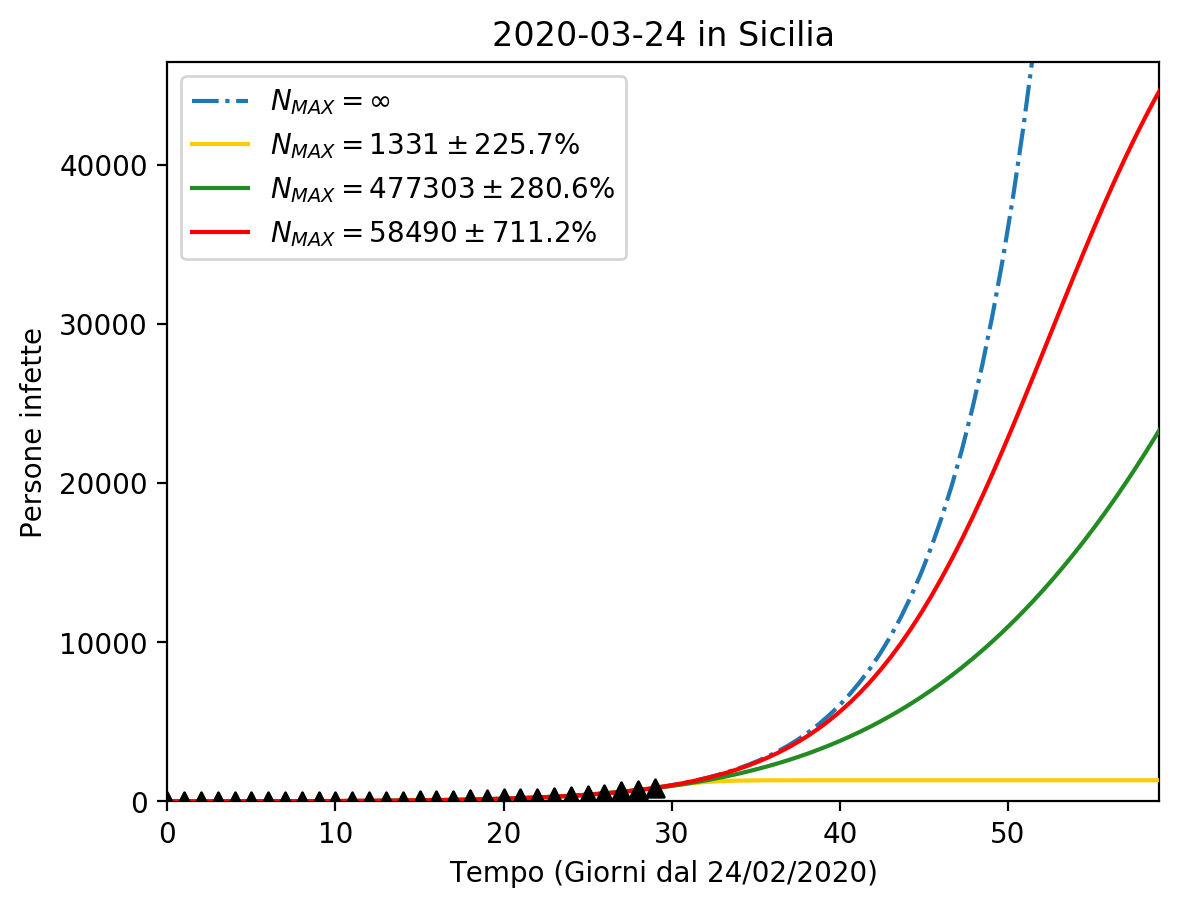 2020-03-24 in Sicilia
N_MAX = ∞
N_MAX = 1331 ± 225.7%
N_MAX = 477303 ± 280.6%
N_MAX = 58490 ± 711.2%
40000
30000
20000
10000
0
Persone infette
0 10 20 30 40 50
Tempo (Giorni dal 24/02/2020)